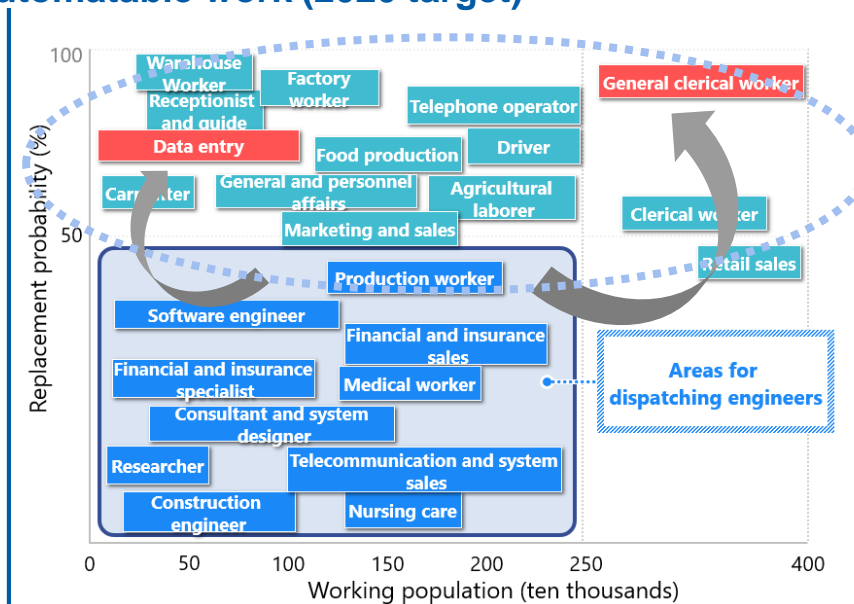 (2020 target)
100
Warehouse
Worker
Factory
worker
General clerical worker
Receptionist
and guide
Telephone operator
Data entry
Food production
Driver
Carpenter
General and personnel
affairs
Agricultural
laborer
Clerical worker
Marketing and sales
50
Retail sales
Production worker
Software engineer
Financial and insurance
sales
Financial and insurance
specialist
Medical worker
Areas for
dispatching engineers
Consultant and system
designer
Researcher
Telecommunication and system
sales
Construction
engineer
Nursing care
Replacement probability (%)
0
50
100
150
200
250
400
Working population (ten thousands)